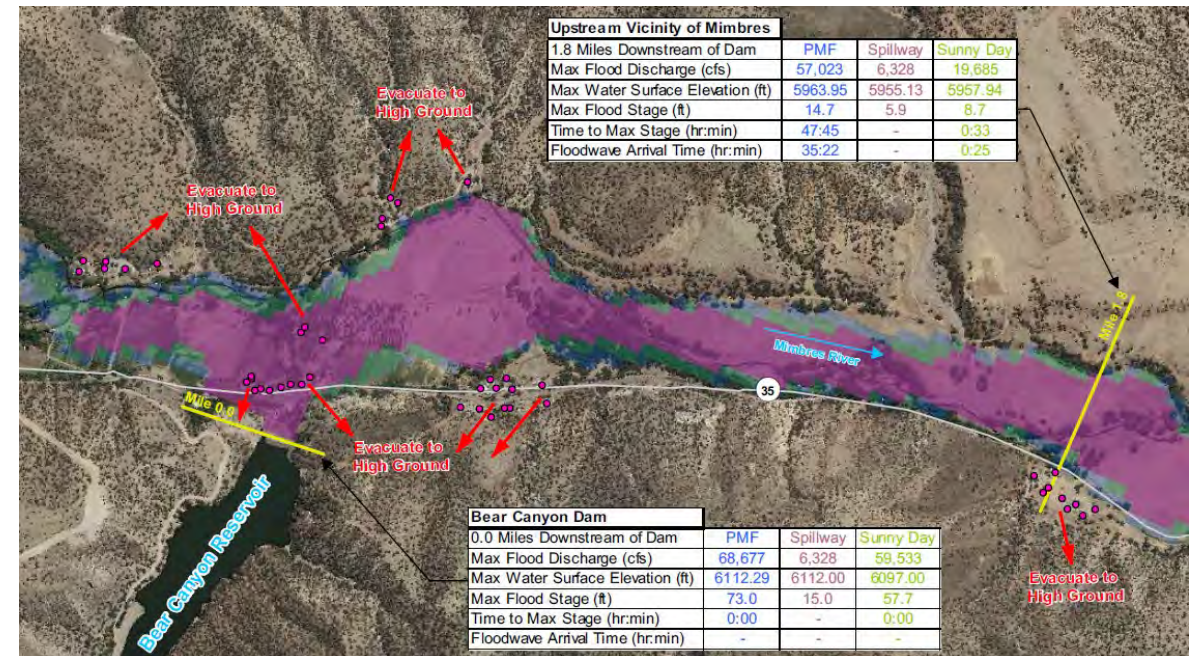 Upstream Vicinity of Mimbres
1.8 Miles Downstream of Dam PMF Spillway Sunny Day
Max Flood Discharge (cfs) 57,023 6,328 19,685
Max Water Surface Elevation (ft) 5963.95 5955.13 5957.94
Max Flood Stage (ft) 14.7 5.9 8.7
Time to Max Stage (hr:min) 47:45 - 0:33
Floodwave Arrival Time (hr:min) 35:22 - 0:25
Evacuate to
High Ground
Evacuate to
High Ground
Mile 1.8
Mimbres River
35
Mile 0.0
Evacuate to
High Ground
Bear Canyon Reservoir
Bear Canyon Dam
0.0 Miles Downstream of Dam PMF Spillway Sunny Day
Max Flood Discharge (cfs) 68,677 6,328 59,533
Max Water Surface Elevation (ft) 6112.29 6112.00 6097.00
Max Flood Stage (ft) 73.0 15.0 57.7
Time to Max Stage (hr:min) 0:00 - 0:00
Floodwave Arrival Time (hr:min) - - -
Evacuate to
High Ground